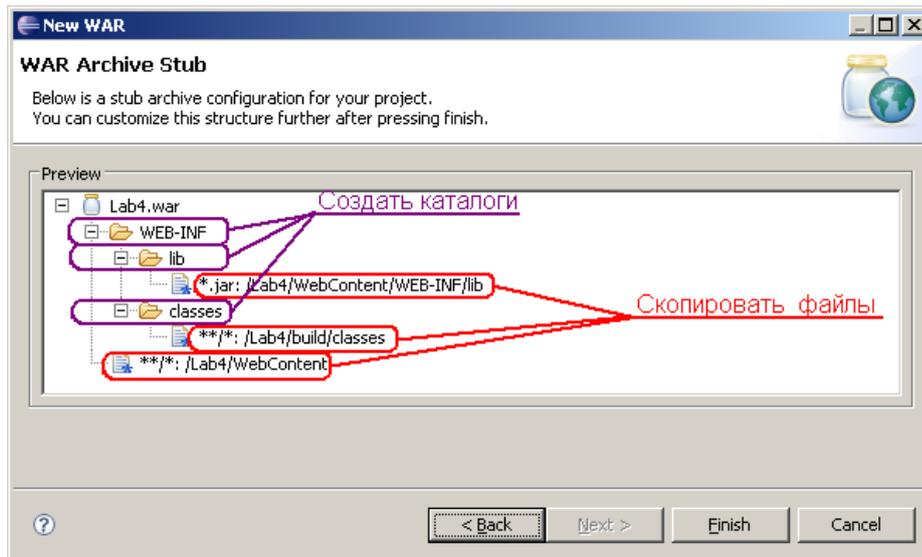 New WAR
WAR Archive Stub
Below is a stub archive configuration for your project.
You can customize this structure further after pressing finish.
Preview
Lab4.war
Создать каталоги
WEB-INF
lib
*.jar: /Lab4/WebContent/WEB-INF/lib
Скопировать файлы
classes
**/*: /Lab4/build/classes
**/*: /Lab4/WebContent
?
< Back
Next >
Finish
Cancel